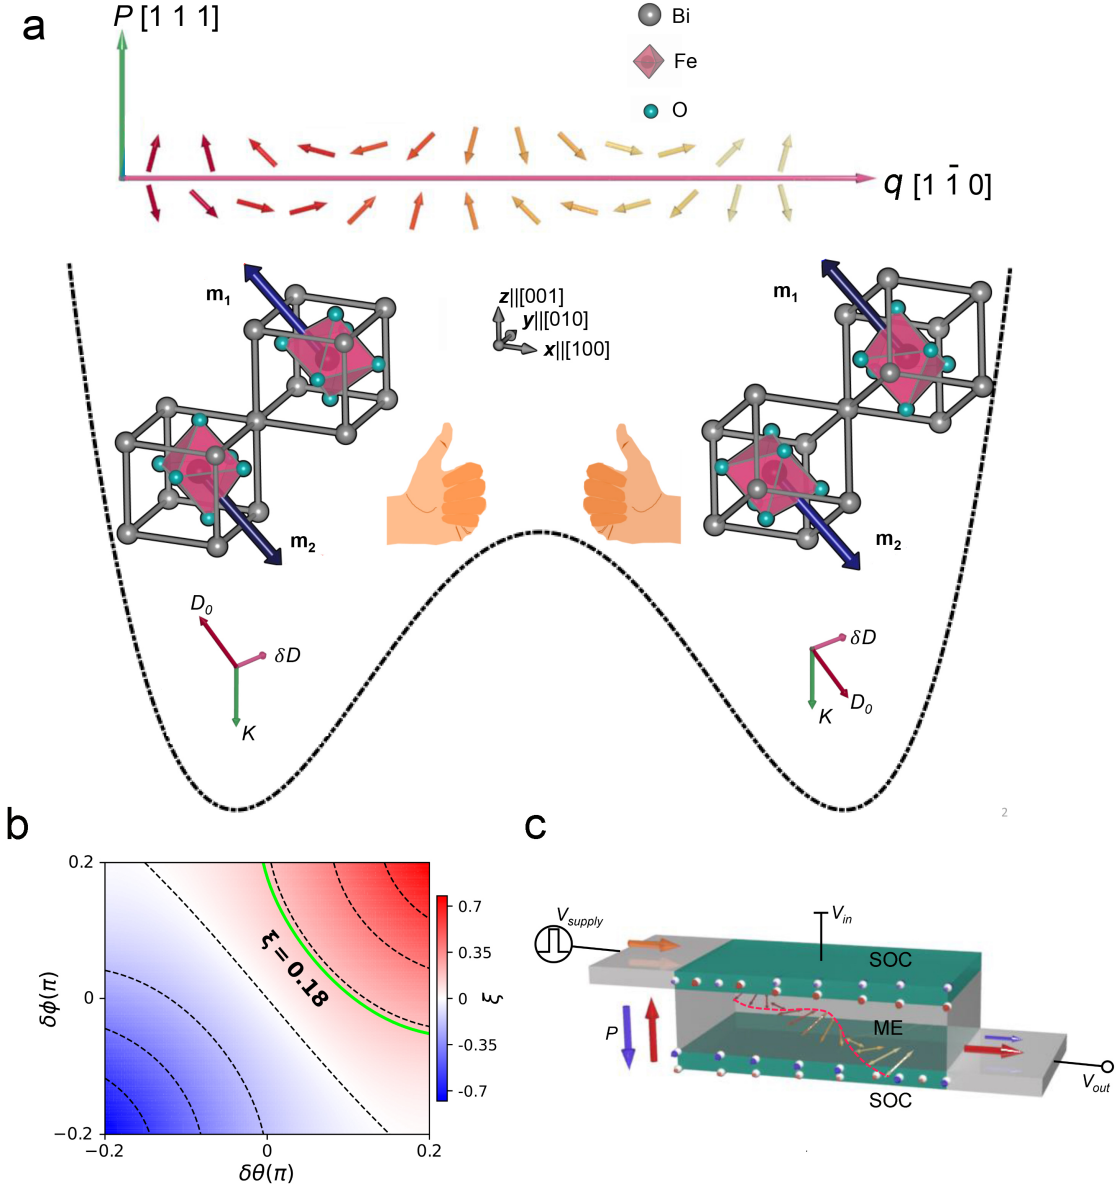 a
P [1 1 1]
Bi
Fe
O
q [1 1̄ 0]
m₁
z||[001]
y||[010]
x||[100]
m₁
m₂
m₂
D₀
δD
K
δD
K
D₀
2
b
0.2
0
−0.2
−0.2
0
0.2
δϕ(π)
δθ(π)
ξ = 0.18
0.7
0.35
0
-0.35
-0.7
ξ
c
Vsupply
Vin
SOC
ME
P
SOC
Vout